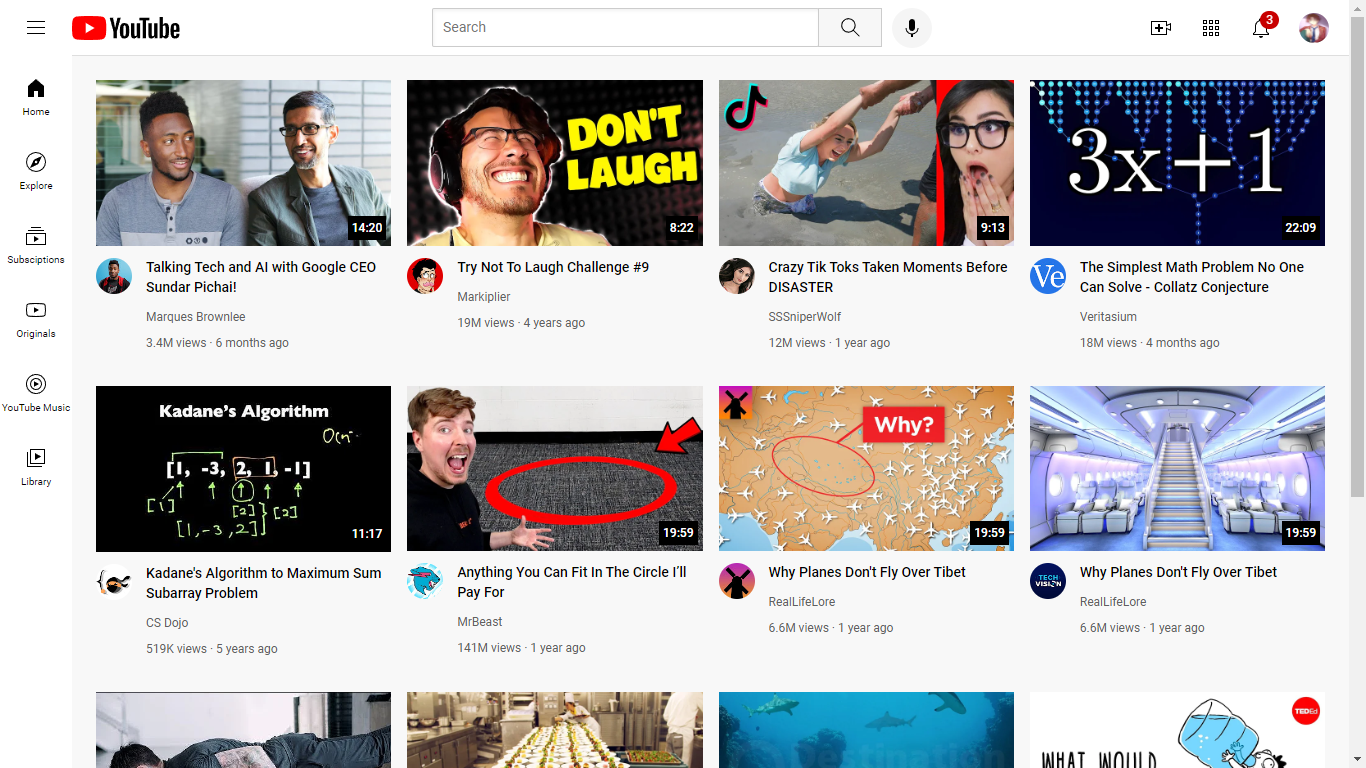 YouTube
Search
3
Home
Explore
Subsciptions
Originals
YouTube Music
Library
14:20
Talking Tech and AI with Google CEO
Sundar Pichai!
Marques Brownlee
3.4M views · 6 months ago
DON'T
LAUGH
8:22
Try Not To Laugh Challenge #9
Markiplier
19M views · 4 years ago
9:13
Crazy Tik Toks Taken Moments Before
DISASTER
SSSniperWolf
12M views · 1 year ago
3x+1
22:09
Ve
The Simplest Math Problem No One
Can Solve - Collatz Conjecture
Veritasium
18M views · 4 months ago
Kadane's Algorithm
[1, -3, 2, 1, -1]
[1]
[2]
[2]
[1, -3, 2]
11:17
Kadane's Algorithm to Maximum Sum
Subarray Problem
CS Dojo
519K views · 5 years ago
19:59
Anything You Can Fit In The Circle I’ll
Pay For
MrBeast
141M views · 1 year ago
Why?
19:59
Why Planes Don't Fly Over Tibet
RealLifeLore
6.6M views · 1 year ago
19:59
TECH
VISION
Why Planes Don't Fly Over Tibet
RealLifeLore
6.6M views · 1 year ago
TEDEd
WHAT WOULD